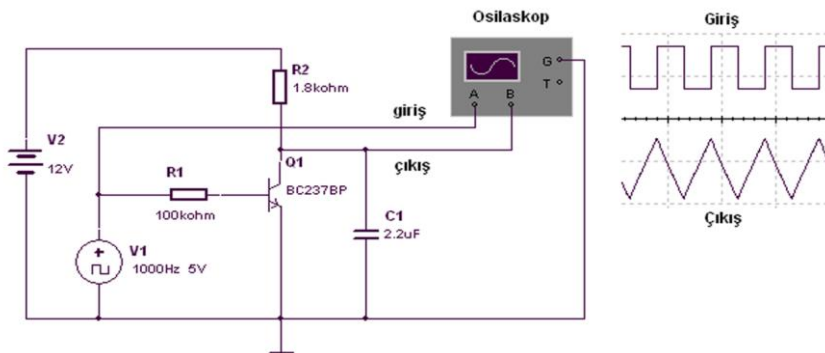 Osilaskop
Giriş
G
T
A B
R2
1.8kohm
giriş
V2
12V
Q1
çıkış
R1
BC237BP
100kohm
C1
2.2uF
V1
1000Hz 5V
Çıkış